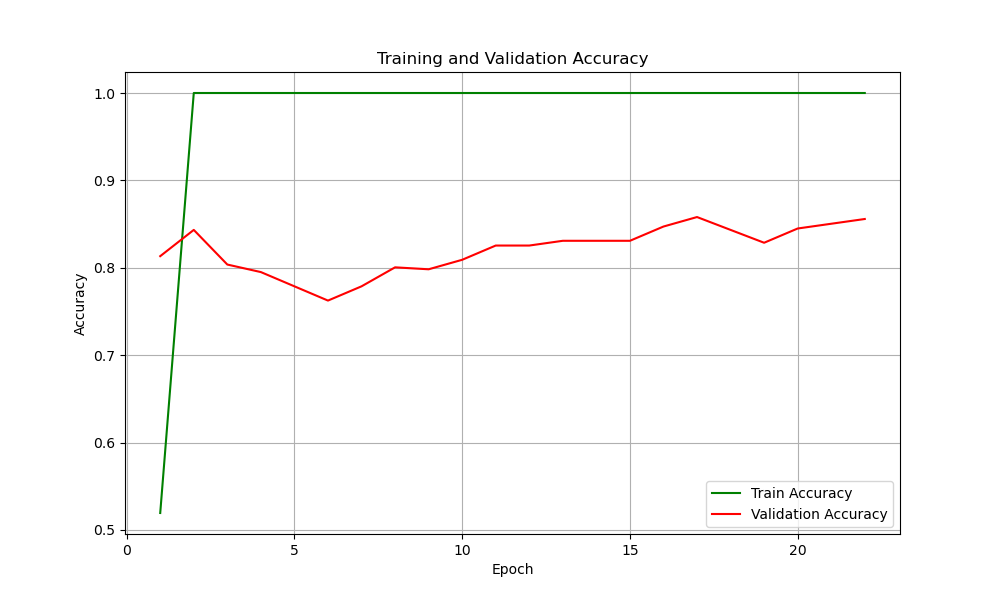 Training and Validation Accuracy
1.0
0.9
0.8
0.7
0.6
0.5
Accuracy
0
5
10
15
20
Epoch
Train Accuracy
Validation Accuracy